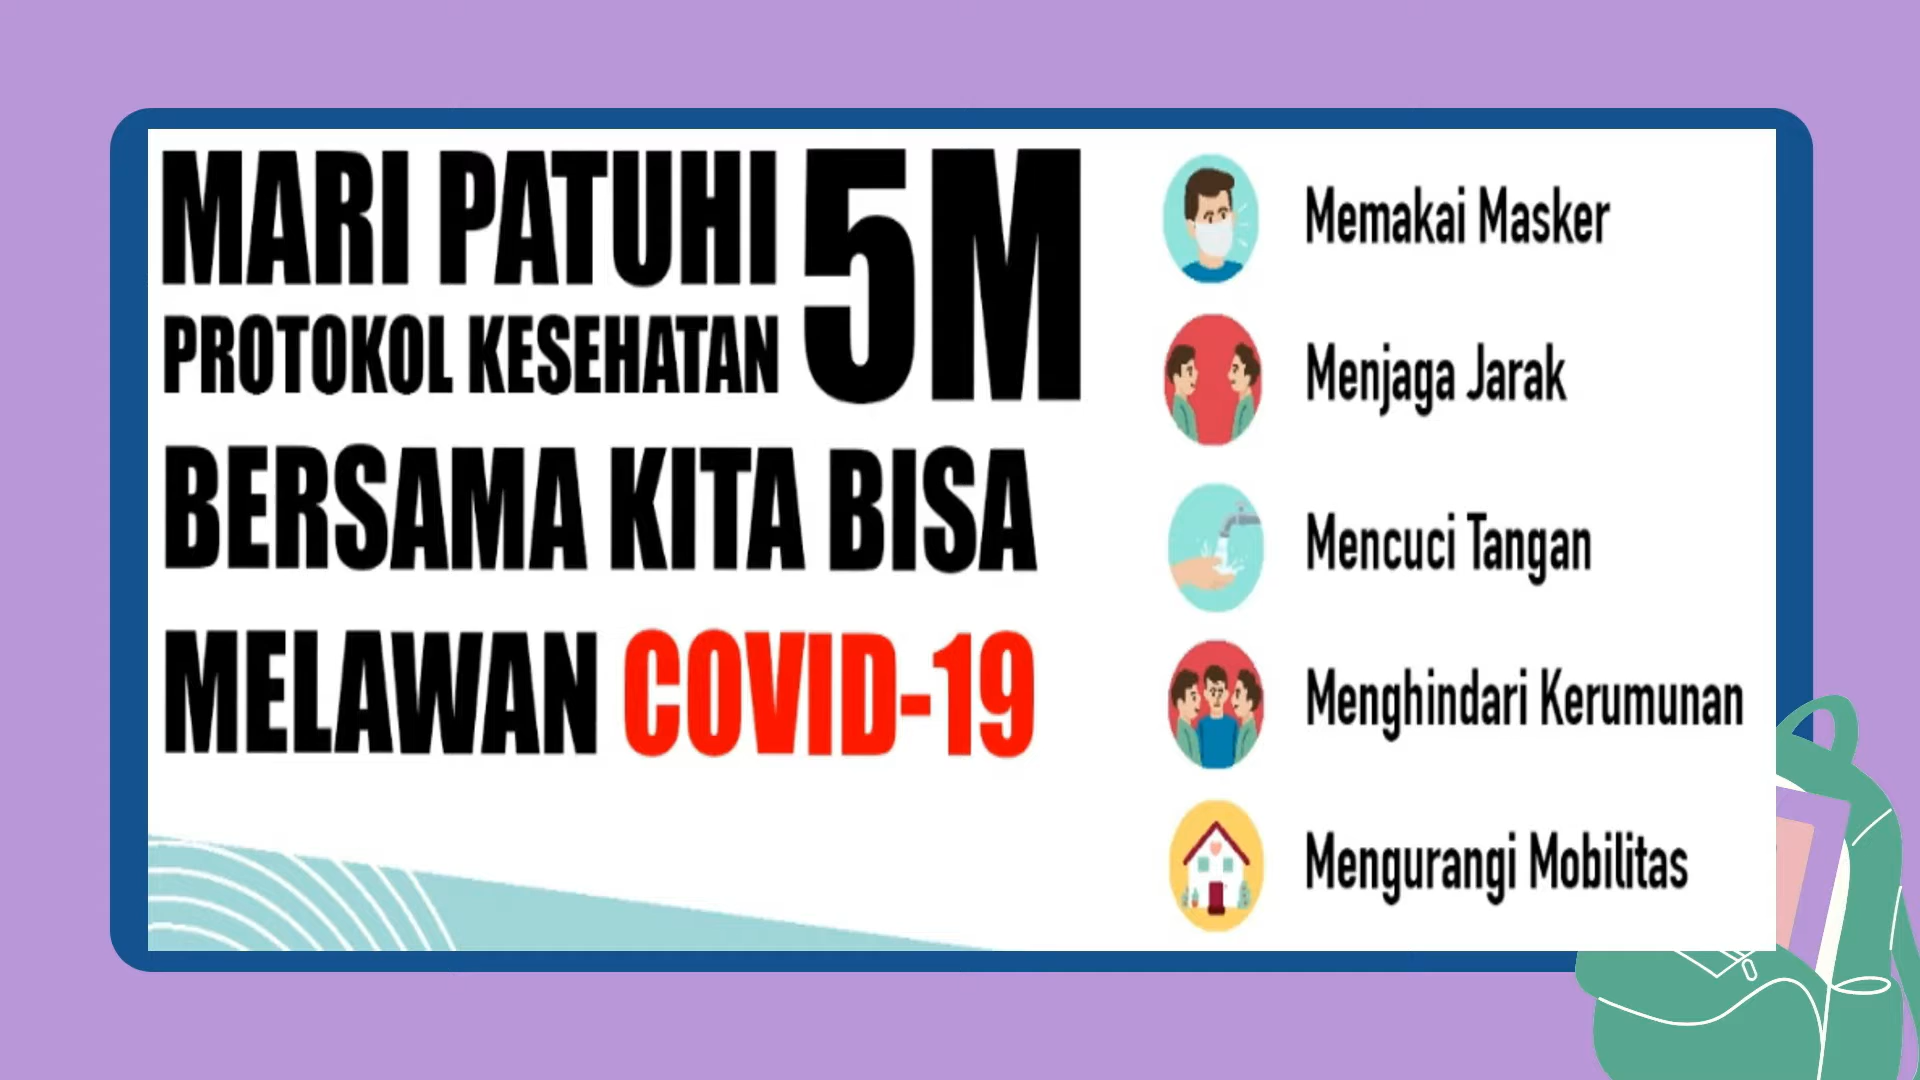 MARI PATUHI 5M
PROTOKOL KESEHATAN
BERSAMA KITA BISA
MELAWAN COVID-19
Memakai Masker
Menjaga Jarak
Mencuci Tangan
Menghindari Kerumunan
Mengurangi Mobilitas